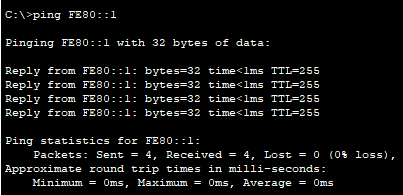 C:\>ping FE80::1
Pinging FE80::1 with 32 bytes of data:
Reply from FE80::1: bytes=32 time<1ms TTL=255
Reply from FE80::1: bytes=32 time<1ms TTL=255
Reply from FE80::1: bytes=32 time<1ms TTL=255
Reply from FE80::1: bytes=32 time<1ms TTL=255
Ping statistics for FE80::1:
Packets: Sent = 4, Received = 4, Lost = 0 (0% loss),
Approximate round trip times in milli-seconds:
Minimum = 0ms, Maximum = 0ms, Average = 0ms